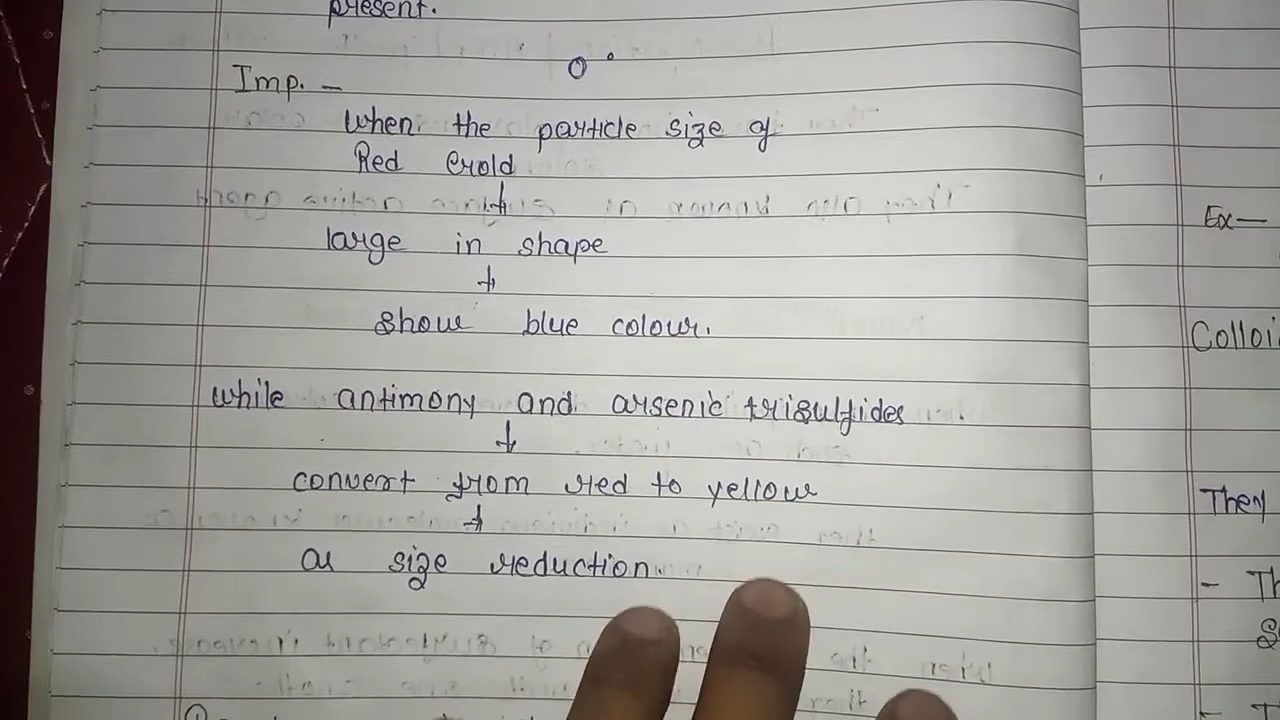 present.
Imp. -
When the particle size of
Red Gold
↓
large in shape
↓
show blue colour.
while antimony and arsenic trisulfides
↓
convert from red to yellow
↓
as size reduction.
Ex—
Colloi
They
- Th